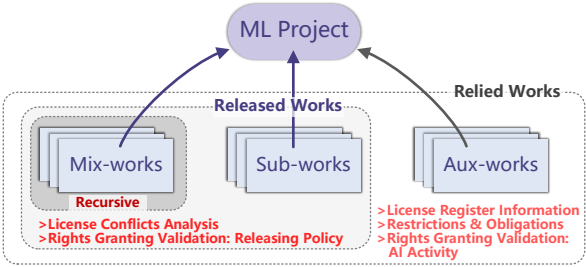 ML Project
Relied Works
Released Works
Mix-works
Sub-works
Aux-works
Recursive
>License Conflicts Analysis
>Rights Granting Validation: Releasing Policy
>License Register Information
>Restrictions & Obligations
>Rights Granting Validation:
AI Activity